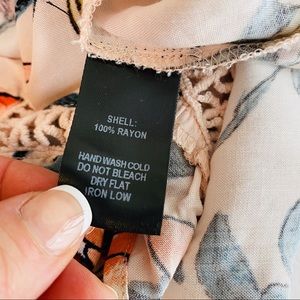 SHELL:
100% RAYON
HAND WASH COLD
DO NOT BLEACH
DRY FLAT
IRON LOW